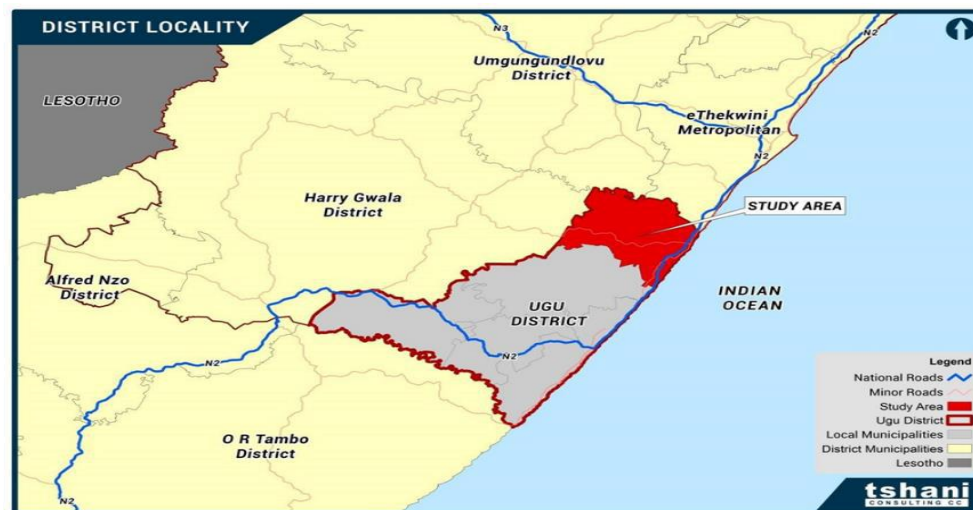 DISTRICT LOCALITY
N3
N2
Umgungundlovu
District
LESOTHO
eThekwini
Metropolitan
N2
Harry Gwala
District
STUDY AREA
Alfred Nzo
District
INDIAN
OCEAN
UGU
DISTRICT
N2
N2
O R Tambo
District
N2
Legend
National Roads
Minor Roads
Study Area
Ugu District
Local Municipalities
District Municipalities
Lesotho
tshani
CONSULTING CC